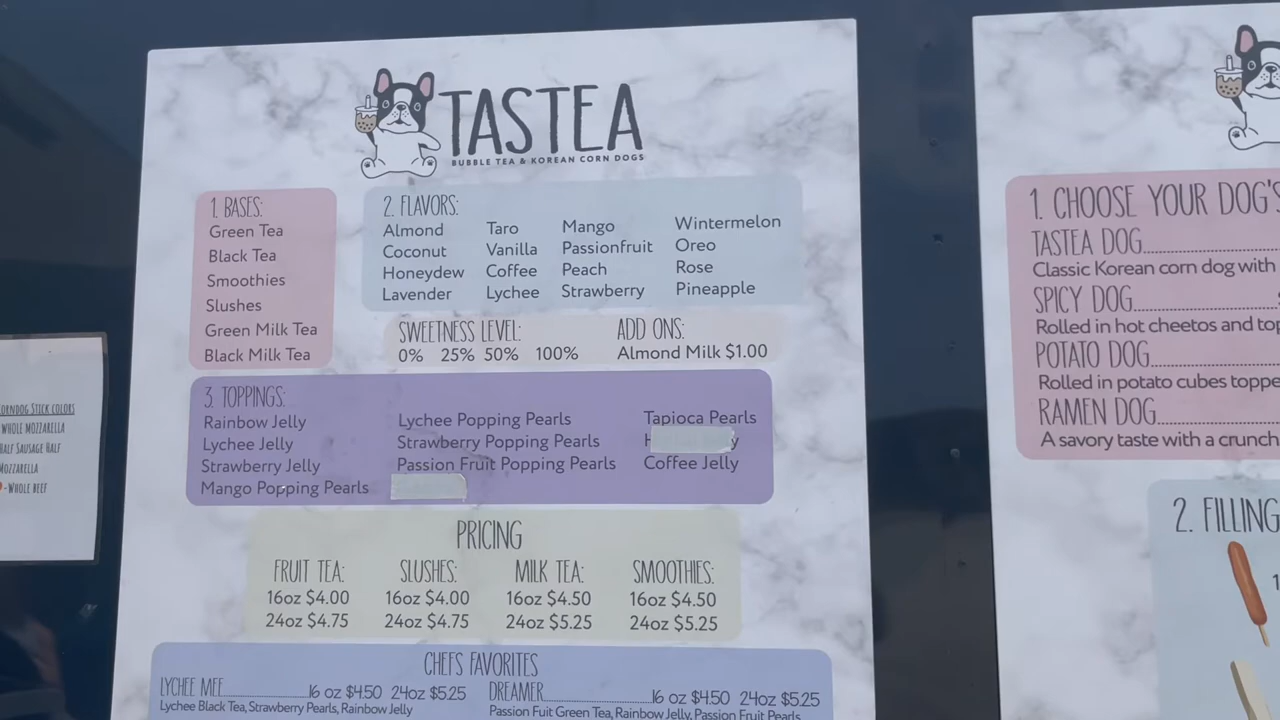 TASTEA
BUBBLE TEA & KOREAN CORN DOGS
1. BASES:
Green Tea
Black Tea
Smoothies
Slushes
Green Milk Tea
Black Milk Tea
2. FLAVORS:
Almond Taro Mango Wintermelon
Coconut Vanilla Passionfruit Oreo
Honeydew Coffee Peach Rose
Lavender Lychee Strawberry Pineapple
SWEETNESS LEVEL:
0% 25% 50% 100%
ADD ONS:
Almond Milk $1.00
3. TOPPINGS:
Rainbow Jelly Lychee Popping Pearls Tapioca Pearls
Lychee Jelly Strawberry Popping Pearls
Strawberry Jelly Passion Fruit Popping Pearls Coffee Jelly
Mango Popping Pearls
PRICING
FRUIT TEA: SLUSHES: MILK TEA: SMOOTHIES:
16oz $4.00 16oz $4.00 16oz $4.50 16oz $4.50
24oz $4.75 24oz $4.75 24oz $5.25 24oz $5.25
CHEFS FAVORITES
LYCHEE MEE 16 oz $4.50 24oz $5.25
Lychee Black Tea, Strawberry Pearls, Rainbow Jelly
DREAMER 16 oz $4.50 24oz $5.25
Passion Fuit Green Tea, Rainbow Jelly, Passion Fruit Pearls
1. CHOOSE YOUR DOG'S
TASTEA DOG
Classic Korean corn dog with
SPICY DOG
Rolled in hot cheetos and top
POTATO DOG
Rolled in potato cubes toppe
RAMEN DOG
A savory taste with a crunch
2. FILLING
1
ORNDOG STICK COLORS
WHOLE MOZZARELLA
HALF SAUSAGE HALF
MOZZARELLA
-WHOLE BEEF